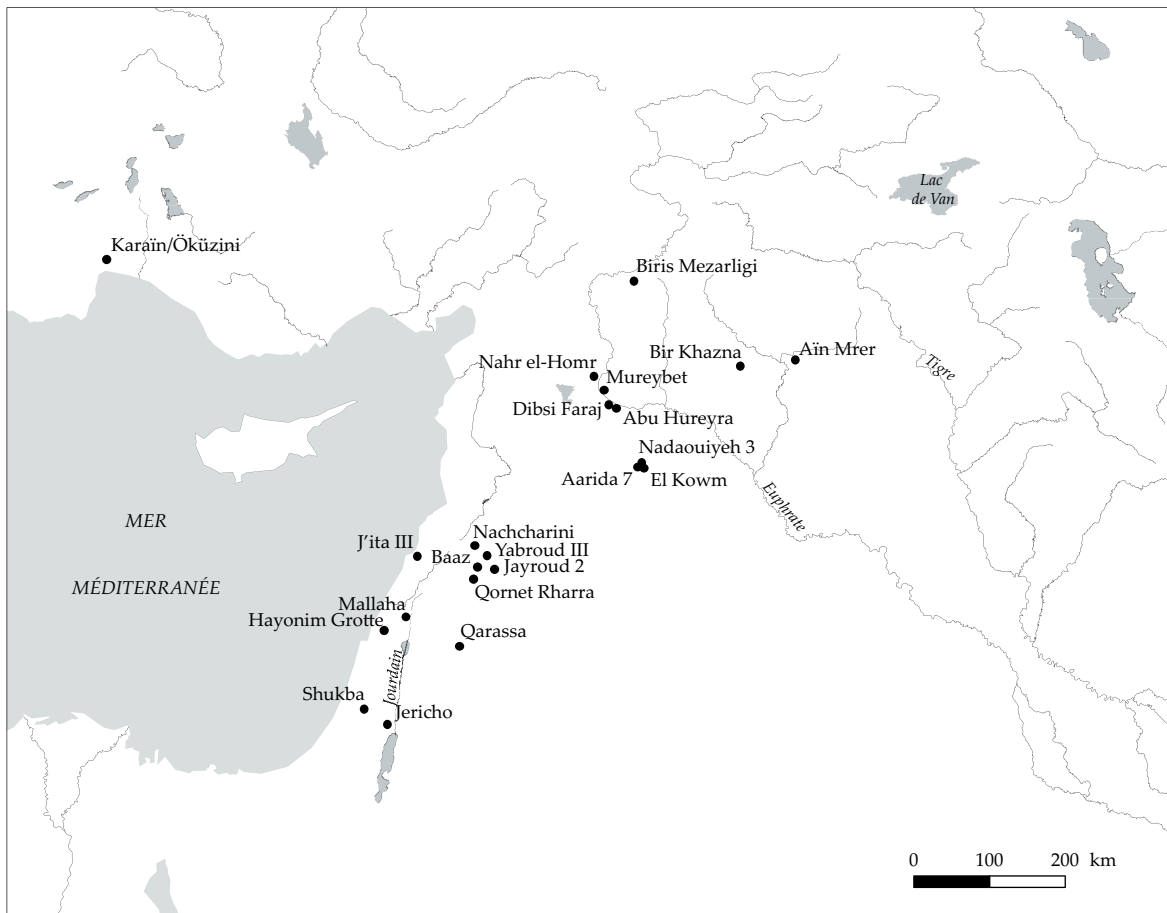 Lac
de Van
Karaïn/Öküzini
Biris Mezarligi
Bir Khazna
Aïn Mrer
Tigre
Nahr el-Homr
Mureybet
Dibsi Faraj
Abu Hureyra
Nadaouiyeh 3
Aarida 7
El Kowm
Euphrate
MER
MÉDITERRANÉE
Nachcharini
J'ita III
Baaz
Yabroud III
Jayroud 2
Qornet Rharra
Mallaha
Hayonim Grotte
Qarassa
Jourdain
Shukba
Jericho
0 100 200 km